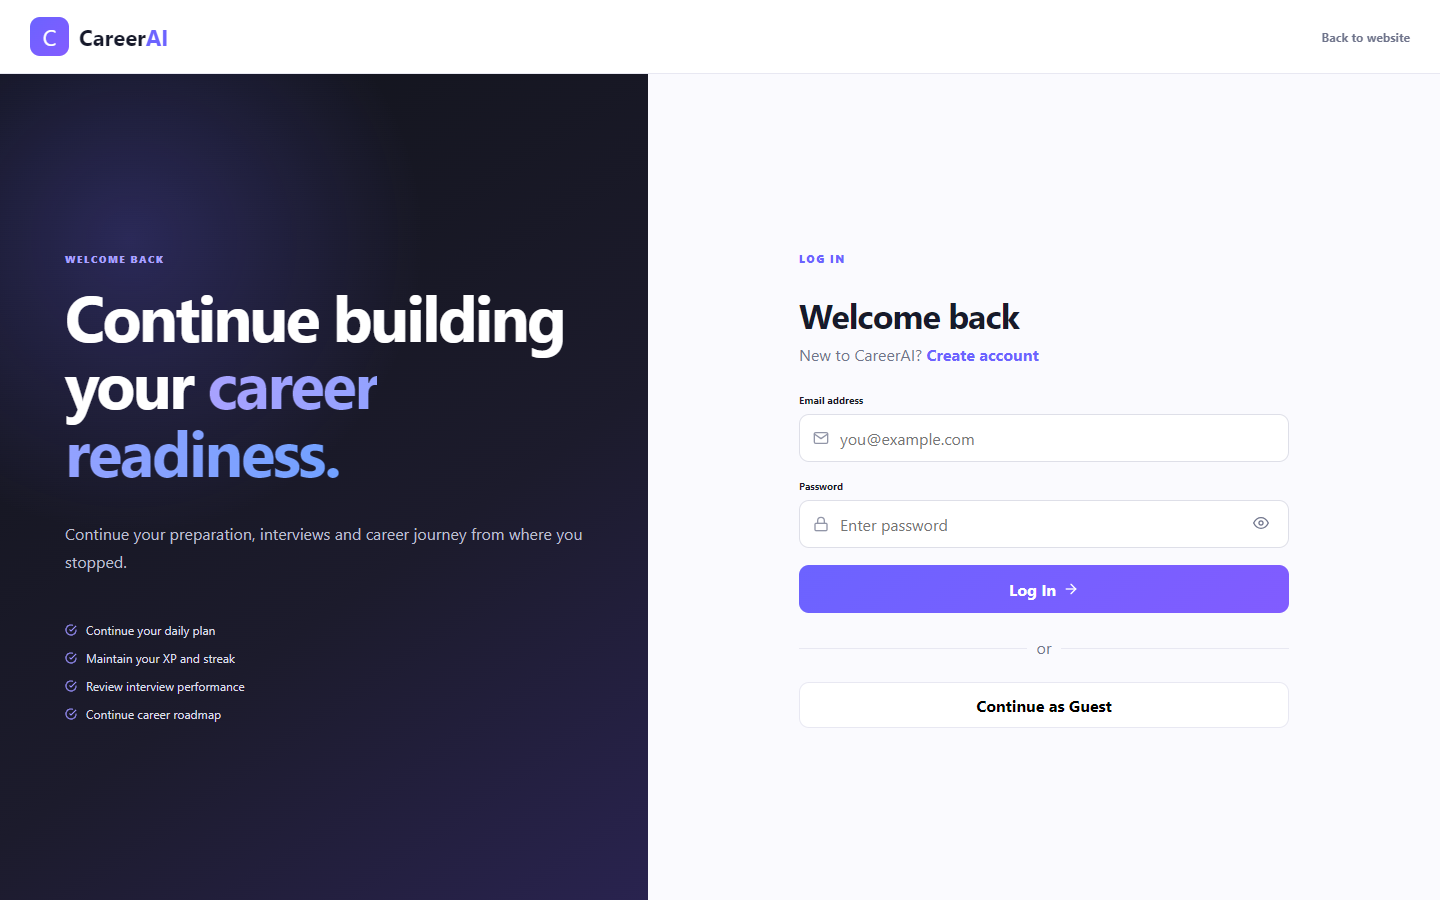 C CareerAI
Back to website
WELCOME BACK
Continue building
your career
readiness.
Continue your preparation, interviews and career journey from where you
stopped.
Continue your daily plan
Maintain your XP and streak
Review interview performance
Continue career roadmap
LOG IN
Welcome back
New to CareerAI? Create account
Email address
you@example.com
Password
Enter password
Log In
or
Continue as Guest